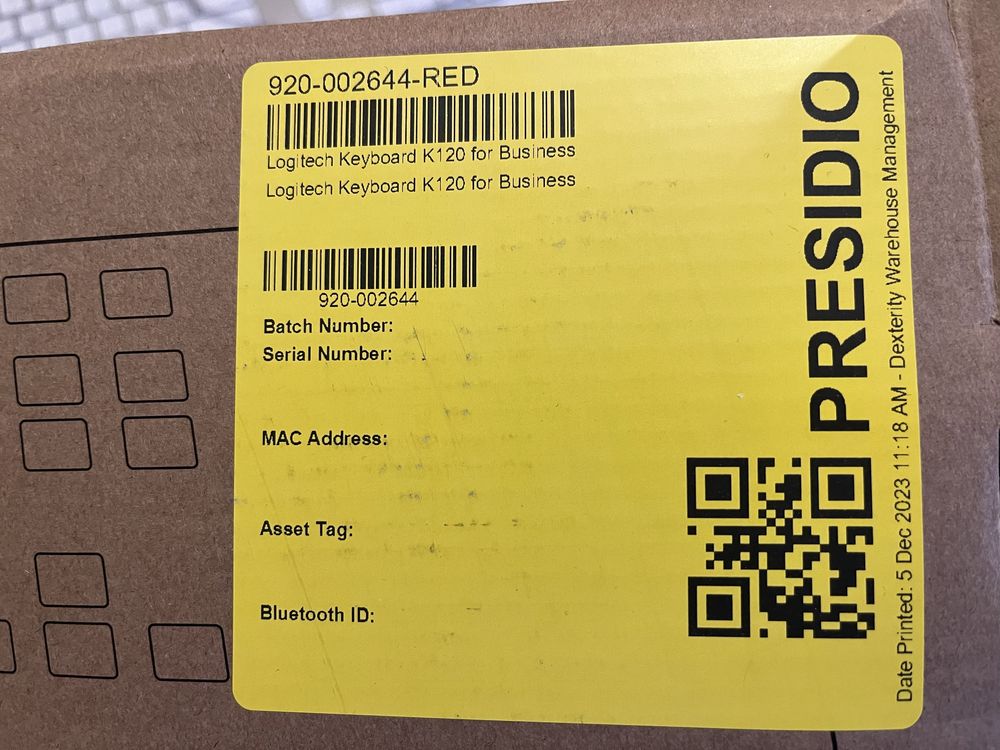 920-002644-RED
Logitech Keyboard K120 for Business
Logitech Keyboard K120 for Business
920-002644
Batch Number:
Serial Number:
MAC Address:
Asset Tag:
Bluetooth ID:
PRESIDIO
Date Printed: 5 Dec 2023 11:18 AM - Dexterity Warehouse Management